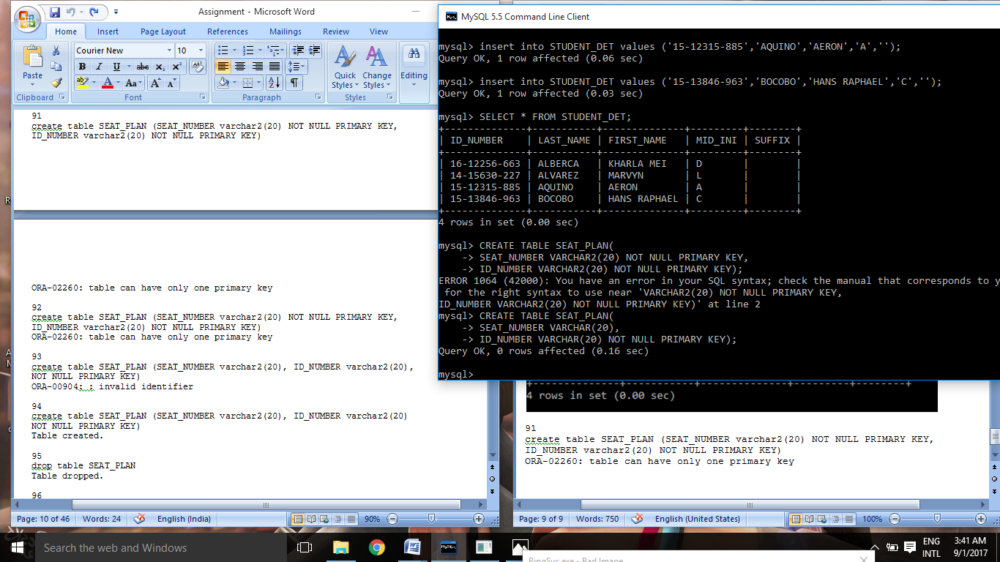 Assignment - Microsoft Word
Home Insert Page Layout References Mailings Review View
Courier New 10
Paste
Quick Styles
Change Styles
Editing
Clipboard Font Paragraph Styles
91
create table SEAT_PLAN (SEAT_NUMBER varchar2(20) NOT NULL PRIMARY KEY,
ID_NUMBER varchar2(20) NOT NULL PRIMARY KEY)
ORA-02260: table can have only one primary key
92
create table SEAT_PLAN (SEAT_NUMBER varchar2(20) NOT NULL PRIMARY KEY,
ID_NUMBER varchar2(20) NOT NULL PRIMARY KEY)
ORA-02260: table can have only one primary key
93
create table SEAT_PLAN (SEAT_NUMBER varchar2(20), ID_NUMBER varchar2(20),
NOT NULL PRIMARY KEY)
ORA-00904: : invalid identifier
94
create table SEAT_PLAN (SEAT_NUMBER varchar2(20), ID_NUMBER varchar2(20)
NOT NULL PRIMARY KEY)
Table created.
95
drop table SEAT_PLAN
Table dropped.
96
Page: 10 of 46 Words: 24 English (India) 90%
MySQL 5.5 Command Line Client
mysql> insert into STUDENT_DET values ('15-12315-885','AQUINO','AERON','A','');
Query OK, 1 row affected (0.06 sec)
mysql> insert into STUDENT_DET values ('15-13846-963','BOCOBO','HANS RAPHAEL','C','');
Query OK, 1 row affected (0.03 sec)
mysql> SELECT * FROM STUDENT_DET;
+--------------+-----------+--------------+---------+--------+
| ID_NUMBER | LAST_NAME | FIRST_NAME | MID_INI | SUFFIX |
+--------------+-----------+--------------+---------+--------+
| 16-12256-663 | ALBERCA | KHARLA MEI | D | |
| 14-15630-227 | ALVAREZ | MARVYN | L | |
| 15-12315-885 | AQUINO | AERON | A | |
| 15-13846-963 | BOCOBO | HANS RAPHAEL | C | |
+--------------+-----------+--------------+---------+--------+
4 rows in set (0.00 sec)
mysql> CREATE TABLE SEAT_PLAN(
-> SEAT_NUMBER VARCHAR2(20) NOT NULL PRIMARY KEY,
-> ID_NUMBER VARCHAR2(20) NOT NULL PRIMARY KEY);
ERROR 1064 (42000): You have an error in your SQL syntax; check the manual that corresponds to y
for the right syntax to use near 'VARCHAR2(20) NOT NULL PRIMARY KEY,
ID_NUMBER VARCHAR2(20) NOT NULL PRIMARY KEY)' at line 2
mysql> CREATE TABLE SEAT_PLAN(
-> SEAT_NUMBER VARCHAR(20),
-> ID_NUMBER VARCHAR(20) NOT NULL PRIMARY KEY);
Query OK, 0 rows affected (0.16 sec)
mysql>
+--------------+-----------+--------------+---------+--------+
4 rows in set (0.00 sec)
91
create table SEAT_PLAN (SEAT_NUMBER varchar2(20) NOT NULL PRIMARY KEY,
ID_NUMBER varchar2(20) NOT NULL PRIMARY KEY)
ORA-02260: table can have only one primary key
Page: 9 of 9 Words: 750 English (United States) 100%
Search the web and Windows
ENG
INTL
3:41 AM
9/1/2017
BingSvc.exe - Bad Image